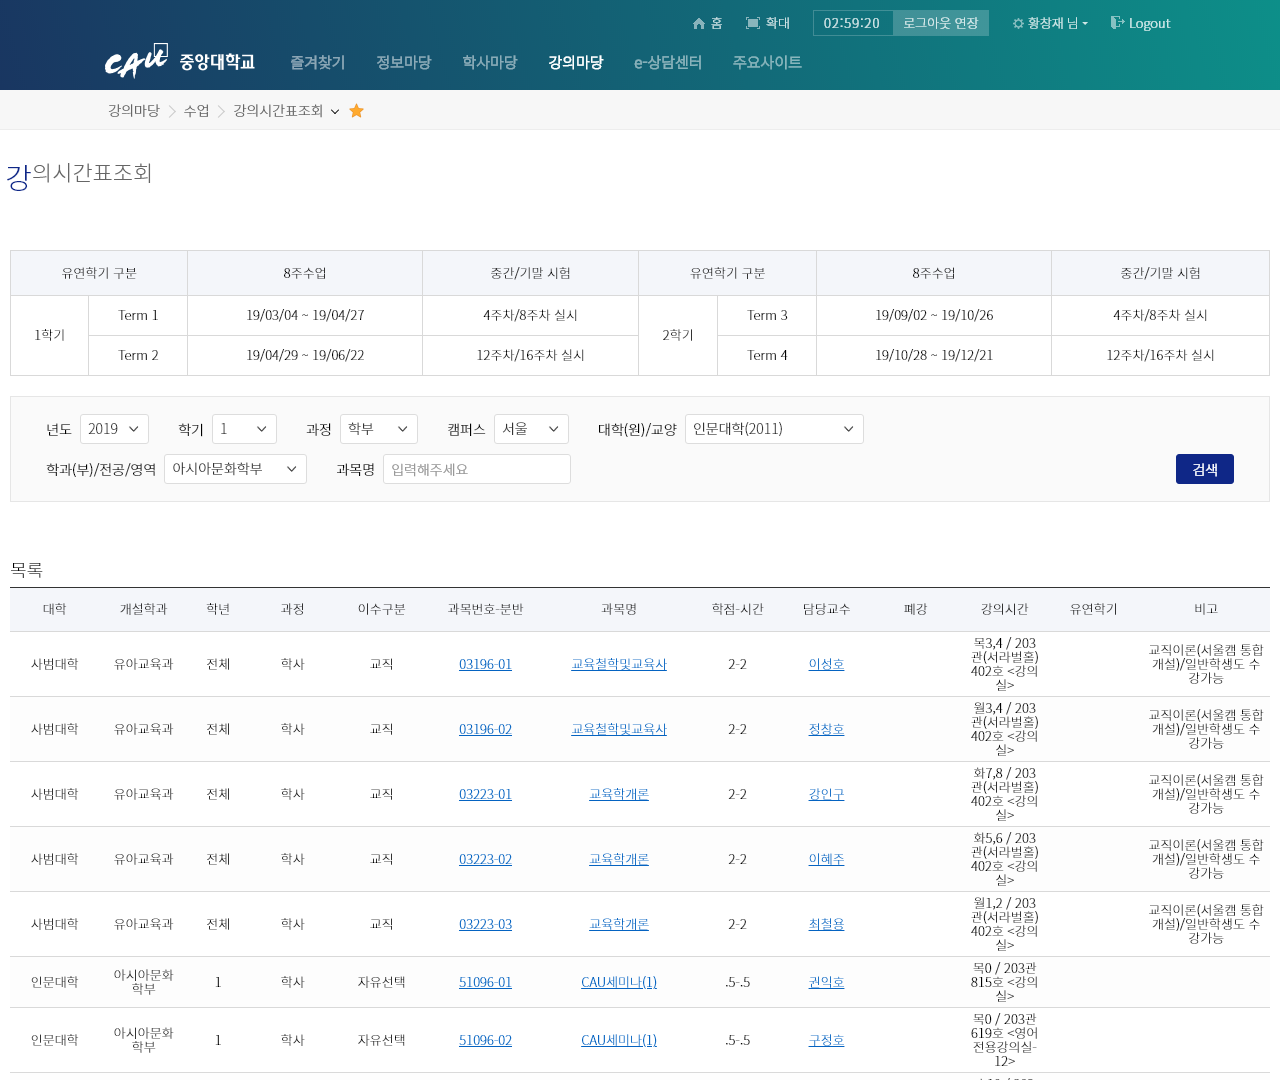 홈 확대 02:59:20 로그아웃 연장 황창재 님 Logout
CAU 중앙대학교 즐겨찾기 정보마당 학사마당 강의마당 e-상담센터 주요사이트
강의마당 수업 강의시간표조회
강의시간표조회
유연학기 구분 8주수업 중간/기말 시험 유연학기 구분 8주수업 중간/기말 시험
1학기 Term 1 19/03/04 ~ 19/04/27 4주차/8주차 실시 2학기 Term 3 19/09/02 ~ 19/10/26 4주차/8주차 실시
Term 2 19/04/29 ~ 19/06/22 12주차/16주차 실시 Term 4 19/10/28 ~ 19/12/21 12주차/16주차 실시
년도 2019 학기 1 과정 학부 캠퍼스 서울 대학(원)/교양 인문대학(2011)
학과(부)/전공/영역 아시아문화학부 과목명 입력해주세요 검색
목록
대학 개설학과 학년 과정 이수구분 과목번호-분반 과목명 학점-시간 담당교수 폐강 강의시간 유연학기 비고
사범대학 유아교육과 전체 학사 교직 03196-01 교육철학및교육사 2-2 이성호
목3,4 / 203
관(서라벌홀)
402호 <강의
실>
교직이론(서울캠 통합
개설)/일반학생도 수
강가능
사범대학 유아교육과 전체 학사 교직 03196-02 교육철학및교육사 2-2 정창호
월3,4 / 203
관(서라벌홀)
402호 <강의
실>
교직이론(서울캠 통합
개설)/일반학생도 수
강가능
사범대학 유아교육과 전체 학사 교직 03223-01 교육학개론 2-2 강인구
화7,8 / 203
관(서라벌홀)
402호 <강의
실>
교직이론(서울캠 통합
개설)/일반학생도 수
강가능
사범대학 유아교육과 전체 학사 교직 03223-02 교육학개론 2-2 이혜주
화5,6 / 203
관(서라벌홀)
402호 <강의
실>
교직이론(서울캠 통합
개설)/일반학생도 수
강가능
사범대학 유아교육과 전체 학사 교직 03223-03 교육학개론 2-2 최절용
월1,2 / 203
관(서라벌홀)
402호 <강의
실>
교직이론(서울캠 통합
개설)/일반학생도 수
강가능
인문대학
아시아문화
학부
1 학사 자유선택 51096-01 CAU세미나(1) .5-.5 권익호
목0 / 203관
815호 <강의
실>
인문대학
아시아문화
학부
1 학사 자유선택 51096-02 CAU세미나(1) .5-.5 구정호
목0 / 203관
619호 <영어
전용강의실-
12>